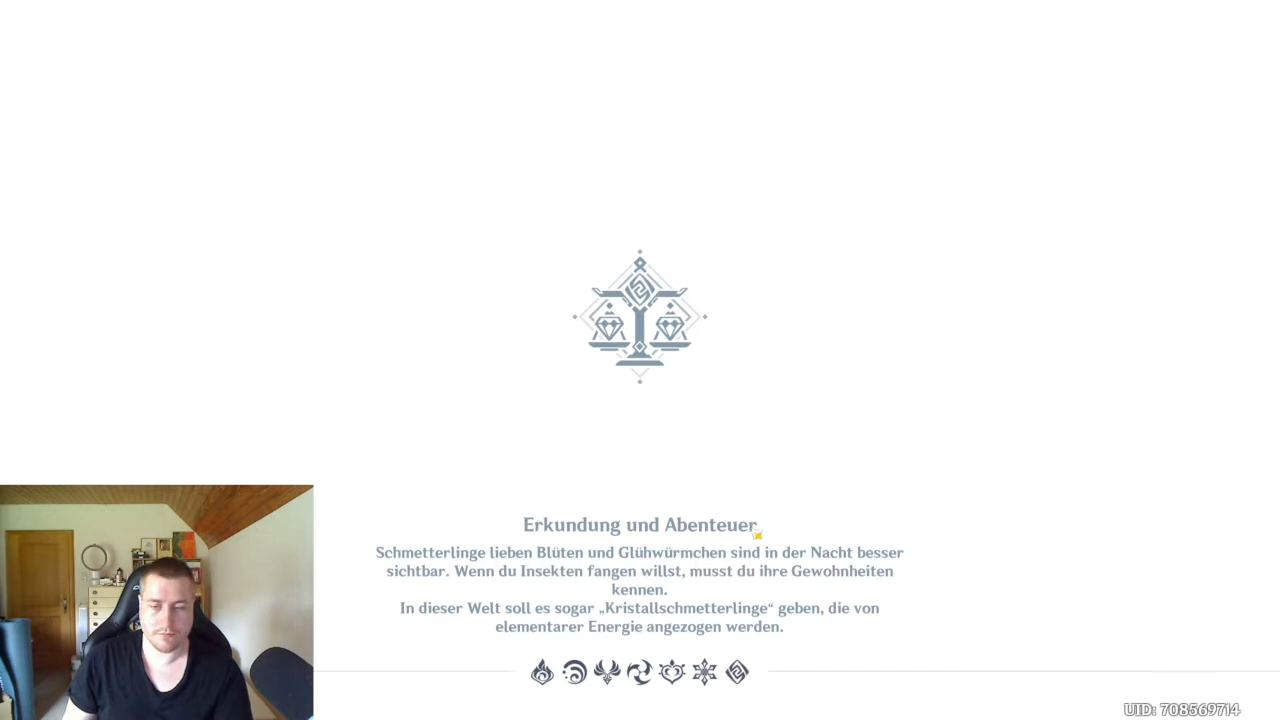 Erkundung und Abenteuer
Schmetterlinge lieben Blüten und Glühwürmchen sind in der Nacht besser
sichtbar. Wenn du Insekten fangen willst, musst du ihre Gewohnheiten
kennen.
In dieser Welt soll es sogar „Kristallschmetterlinge“ geben, die von
elementarer Energie angezogen werden.
UID: 708569714